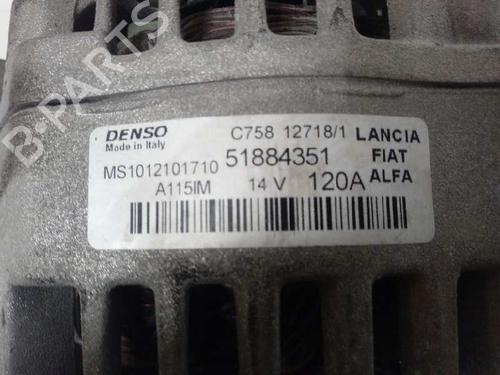 B-PARTS
DENSO C758 12718/1 LANCIA
Made in Italy
MS1012101710 51884351 FIAT
A115IM 14 V 120A ALFA